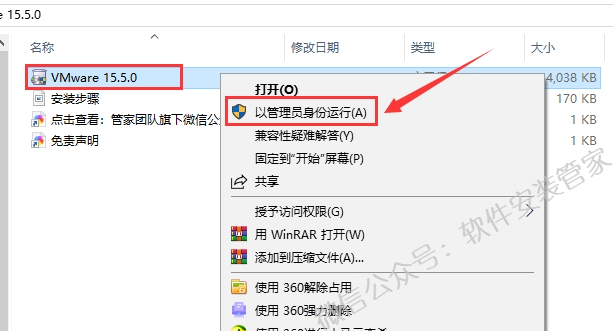 e 15.5.0
名称
修改日期
类型
大小
VMware 15.5.0
4,038 KB
安装步骤
170 KB
点击查看：管家团队旗下微信公
1 KB
免责声明
1 KB
打开(O)
以管理员身份运行(A)
兼容性疑难解答(Y)
固定到"开始"屏幕(P)
共享
授予访问权限(G)
用 WinRAR 打开(W)
添加到压缩文件(A)...
使用 360解除占用
使用 360强力删除
微信公众号：软件安装管家